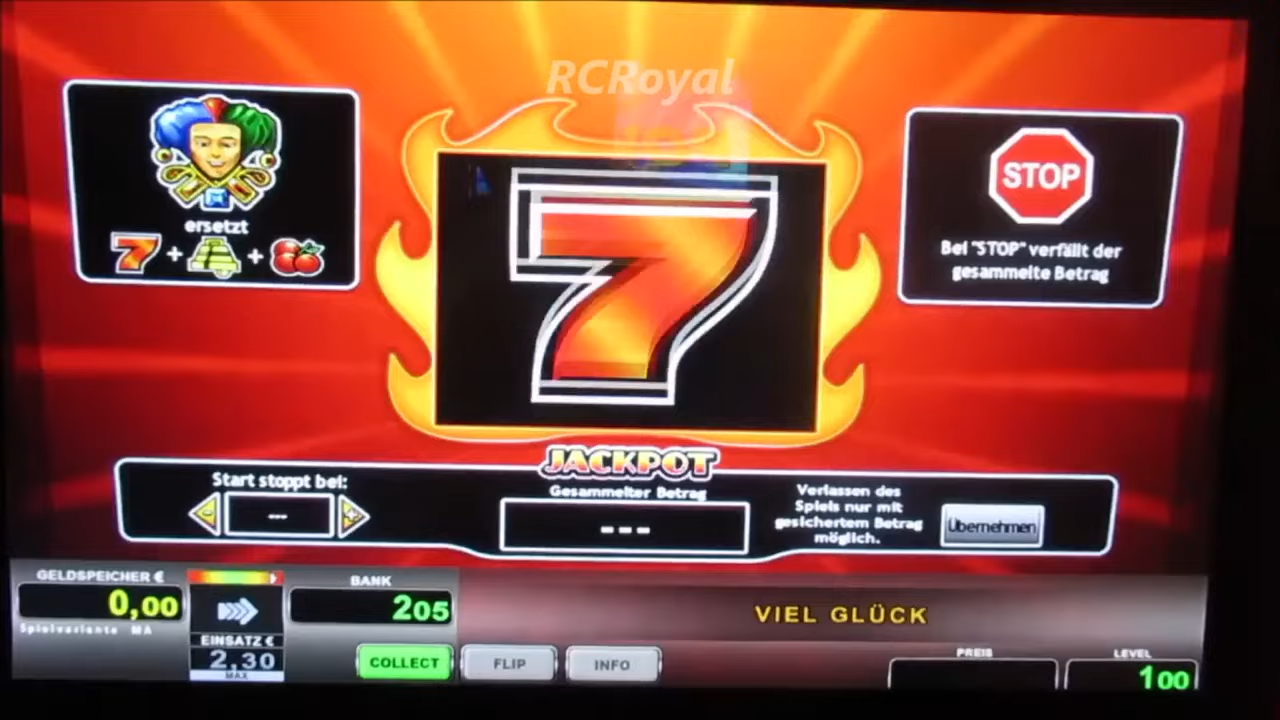 RCRoyal
ersetzt
7 + +
STOP
Bei "STOP" verfällt der
gesammelte Betrag
7
JACKPOT
Start stoppt bei:
---
Gesammelter Betrag
---
Verlassen des
Spiels nur mit
gesichertem Betrag
möglich.
Übernehmen
GELDSPEICHER €
0,00
Spielvariante MA
EINSATZ €
2,30
MAX
BANK
205
VIEL GLÜCK
COLLECT
FLIP
INFO
PREIS
LEVEL
100